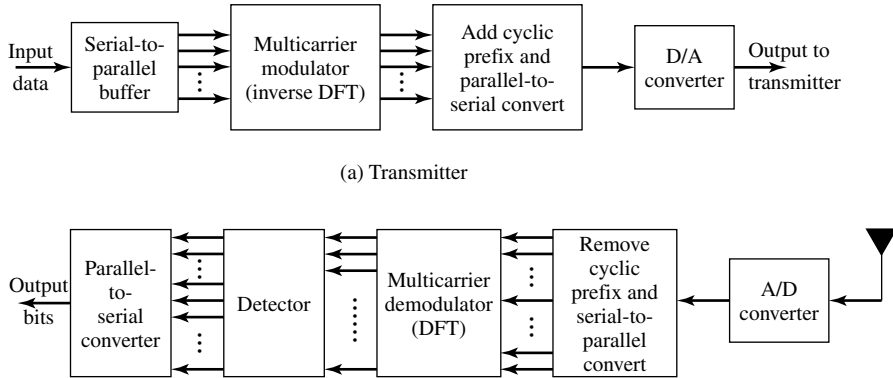 Input
data
Serial-to-
parallel
buffer
Multicarrier
modulator
(inverse DFT)
Add cyclic
prefix and
parallel-to-
serial convert
D/A
converter
Output to
transmitter
(a) Transmitter
Output
bits
Parallel-
to-
serial
converter
Detector
Multicarrier
demodulator
(DFT)
Remove
cyclic
prefix and
serial-to-
parallel
convert
A/D
converter